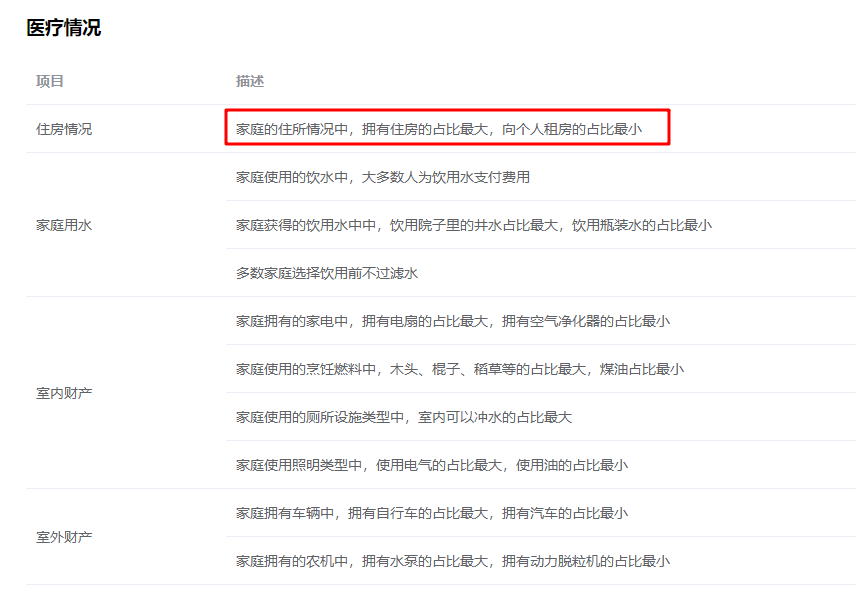 医疗情况
项目
描述
住房情况
家庭的住所情况中，拥有住房的占比最大，向个人租房的占比最小
家庭使用的饮水中，大多数人为饮用水支付费用
家庭用水
家庭获得的饮用水中中，饮用院子里的井水占比最大，饮用瓶装水的占比最小
多数家庭选择饮用前不过滤水
家庭拥有的家电中，拥有电扇的占比最大，拥有空气净化器的占比最小
家庭使用的烹饪燃料中，木头、棍子、稻草等的占比最大，煤油占比最小
室内财产
家庭使用的厕所设施类型中，室内可以冲水的占比最大
家庭使用照明类型中，使用电气的占比最大，使用油的占比最小
家庭拥有车辆中，拥有自行车的占比最大，拥有汽车的占比最小
室外财产
家庭拥有的农机中，拥有水泵的占比最大，拥有动力脱粒机的占比最小